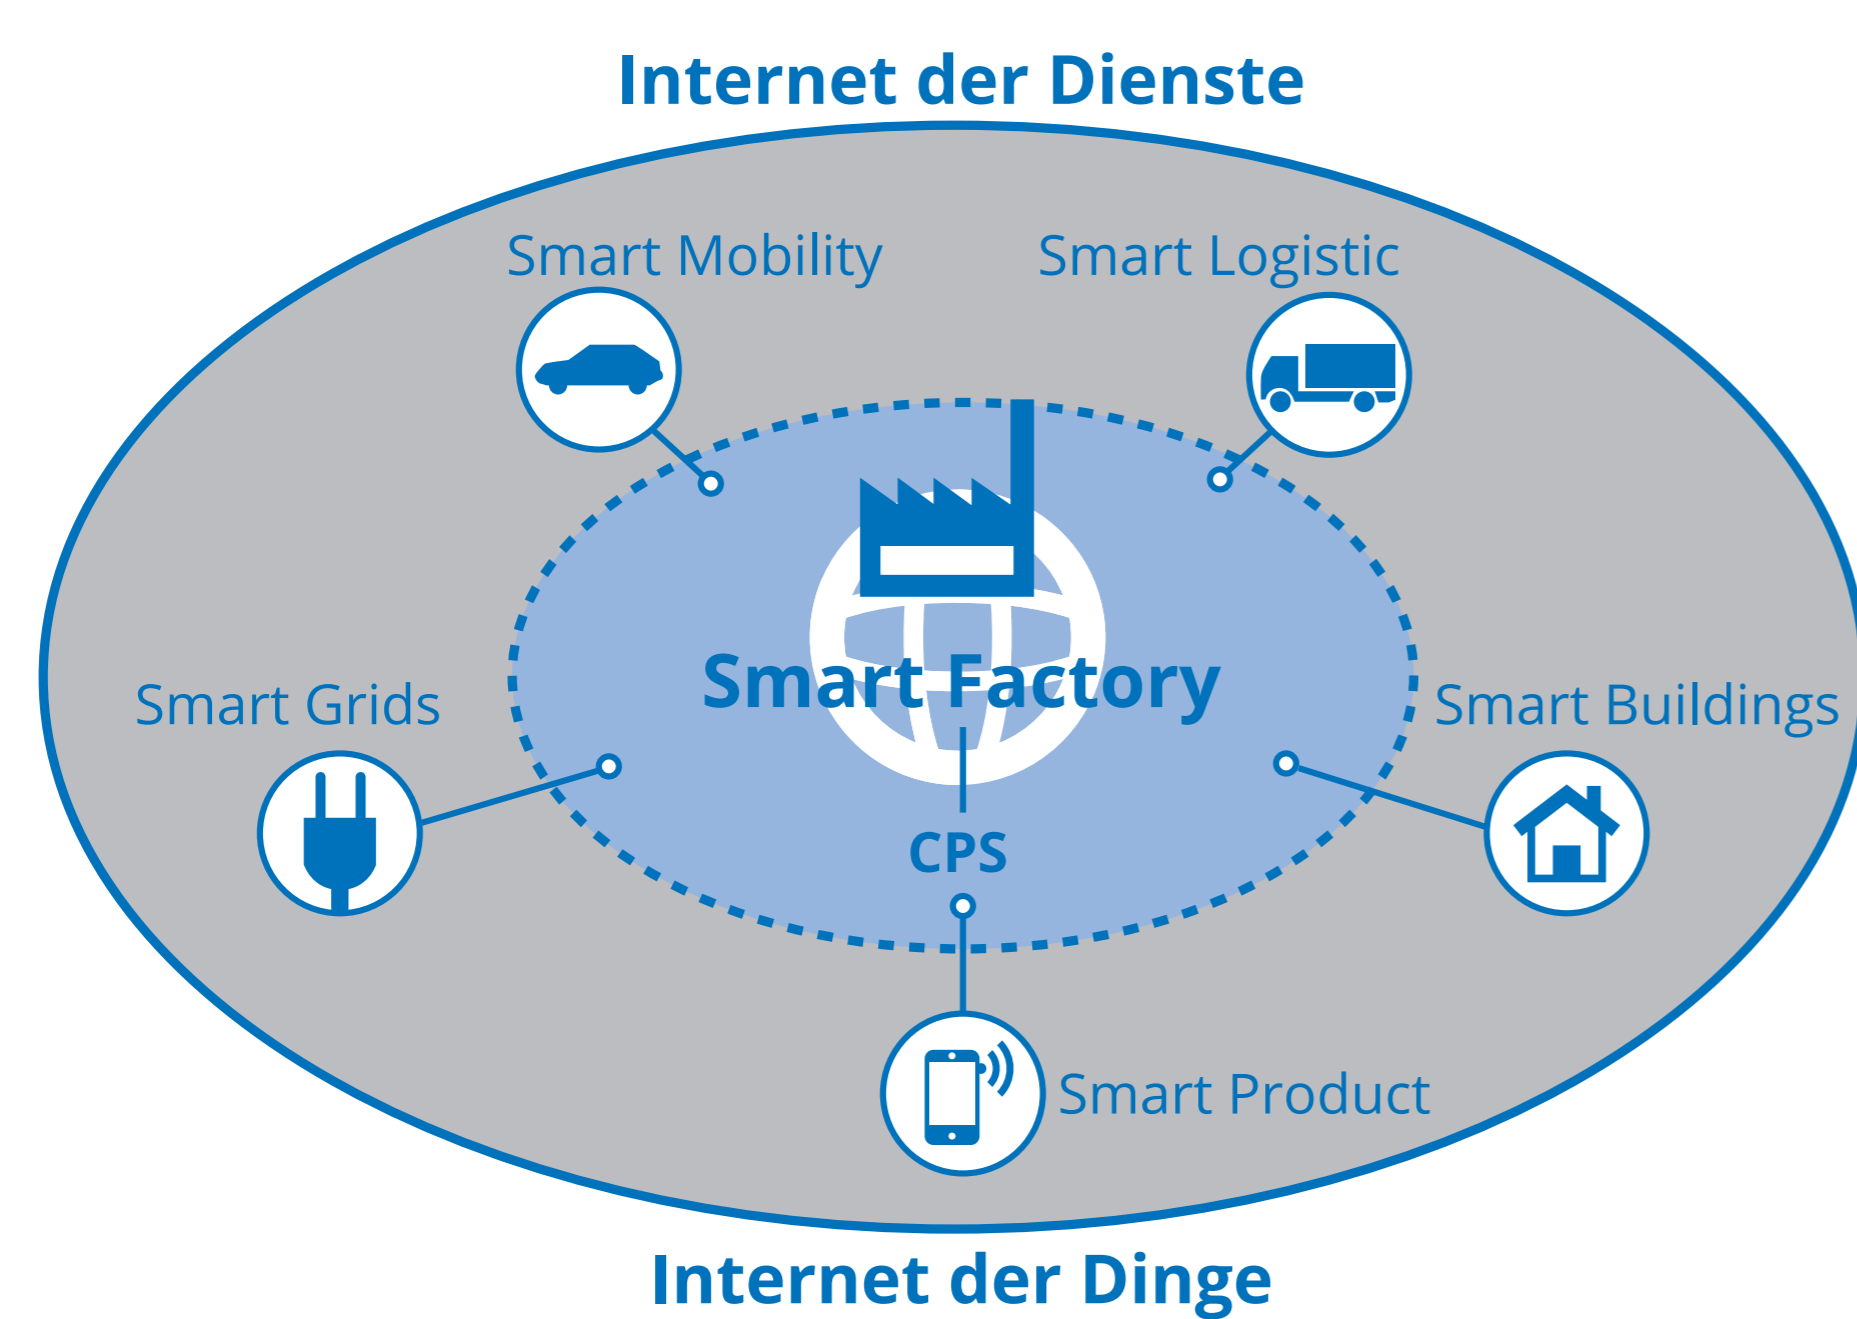 Internet der Dienste
Smart Mobility
Smart Logistic
Smart Factory
Smart Grids
Smart Buildings
CPS
Smart Product
Internet der Dinge